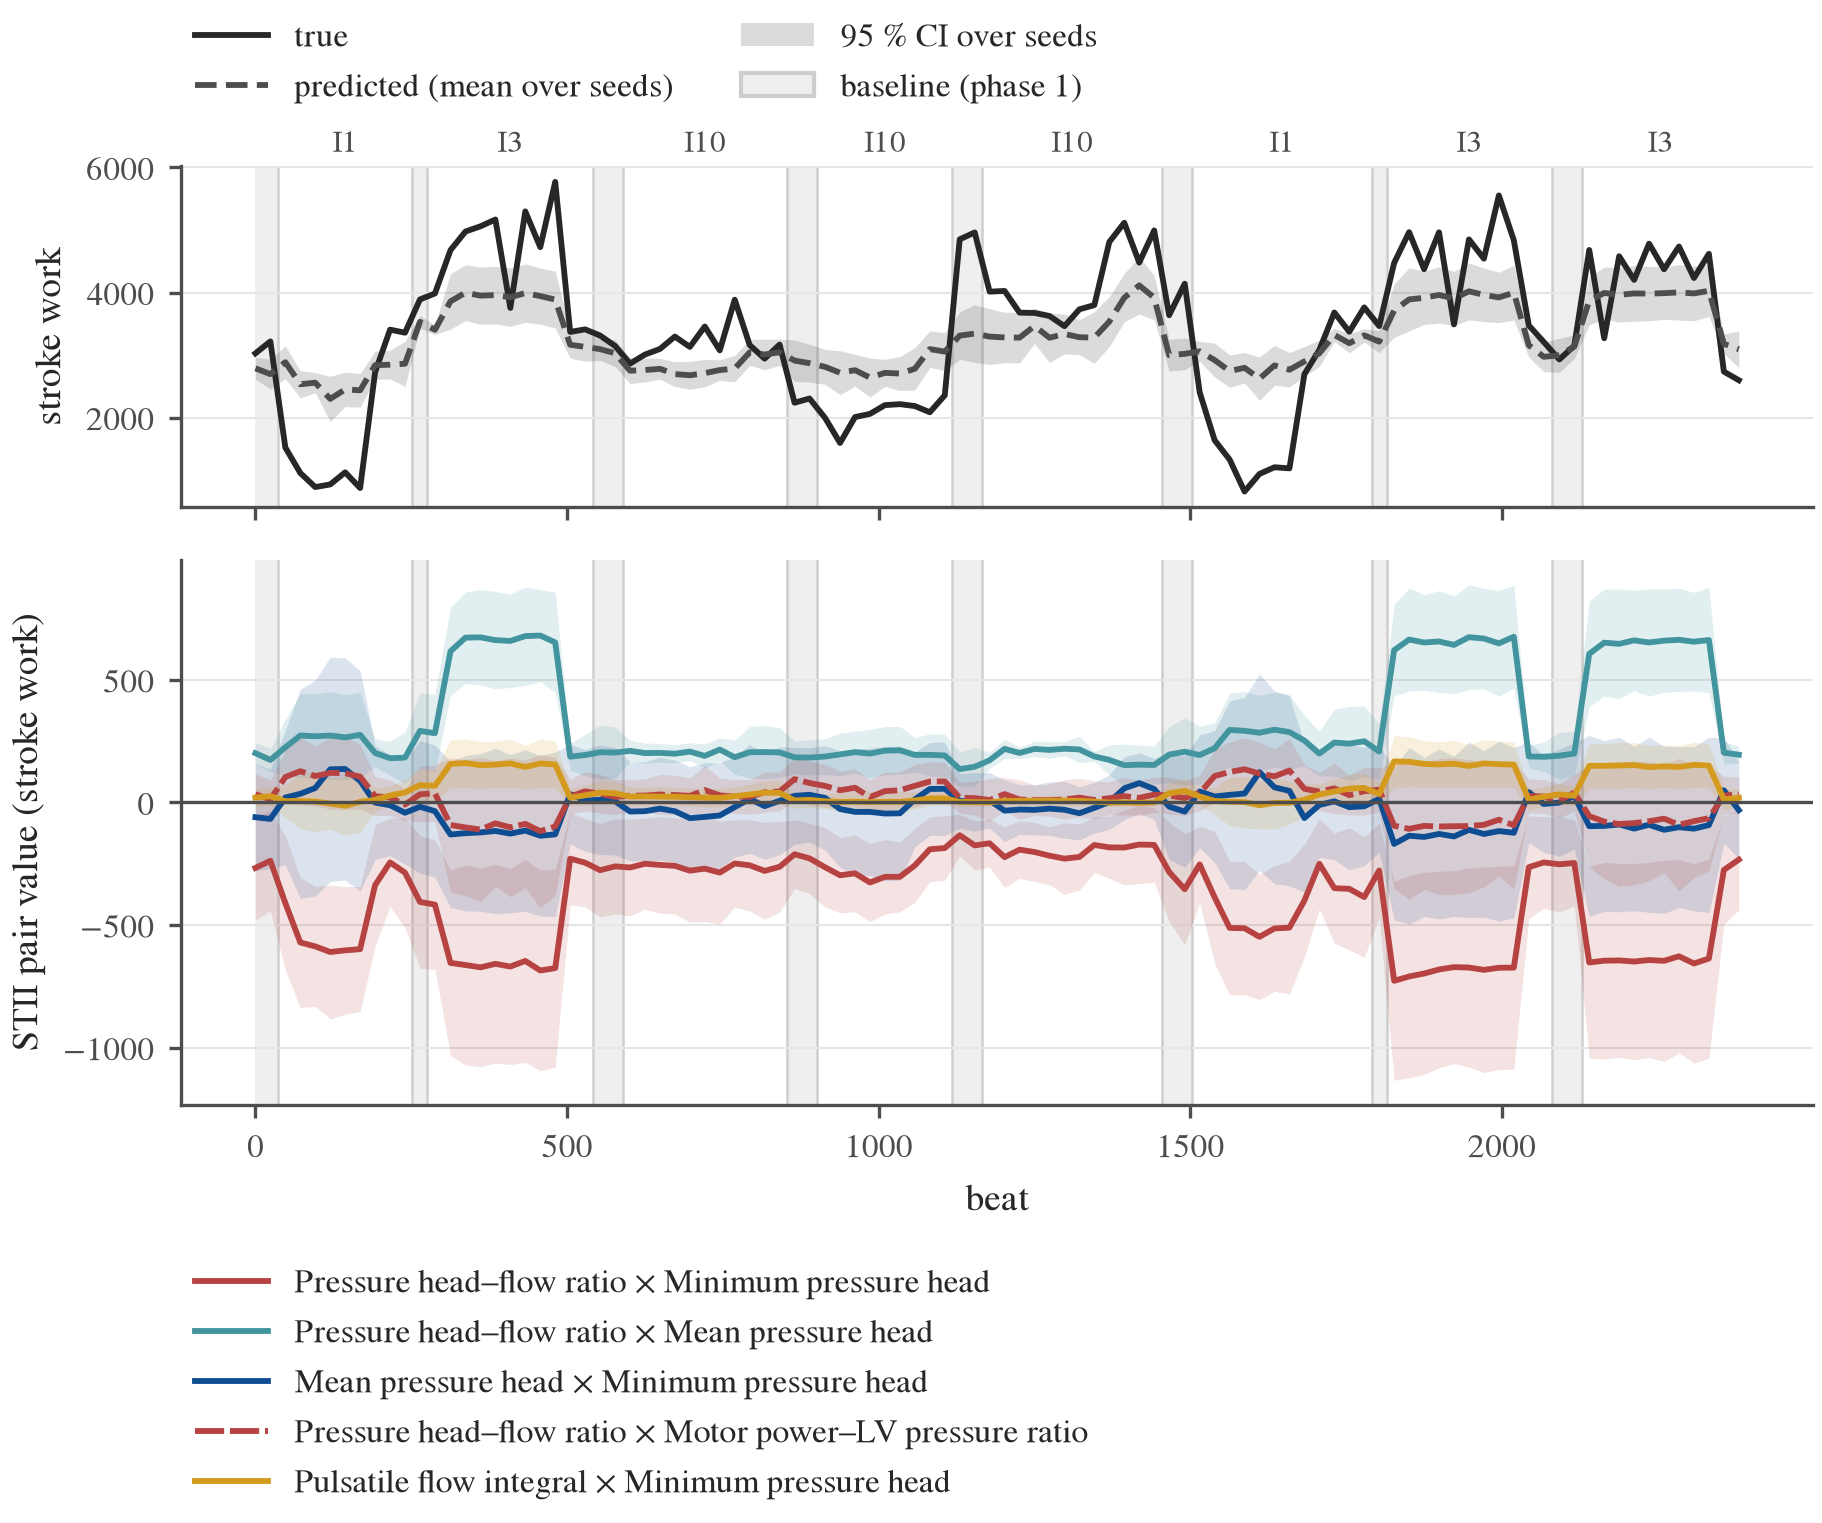 true
predicted (mean over seeds)
95 % CI over seeds
baseline (phase 1)
I1 I3 I10 I10 I10 I1 I3 I3
6000
4000
2000
stroke work
500
0
−500
−1000
STII pair value (stroke work)
0 500 1000 1500 2000
beat
Pressure head–flow ratio × Minimum pressure head
Pressure head–flow ratio × Mean pressure head
Mean pressure head × Minimum pressure head
Pressure head–flow ratio × Motor power–LV pressure ratio
Pulsatile flow integral × Minimum pressure head